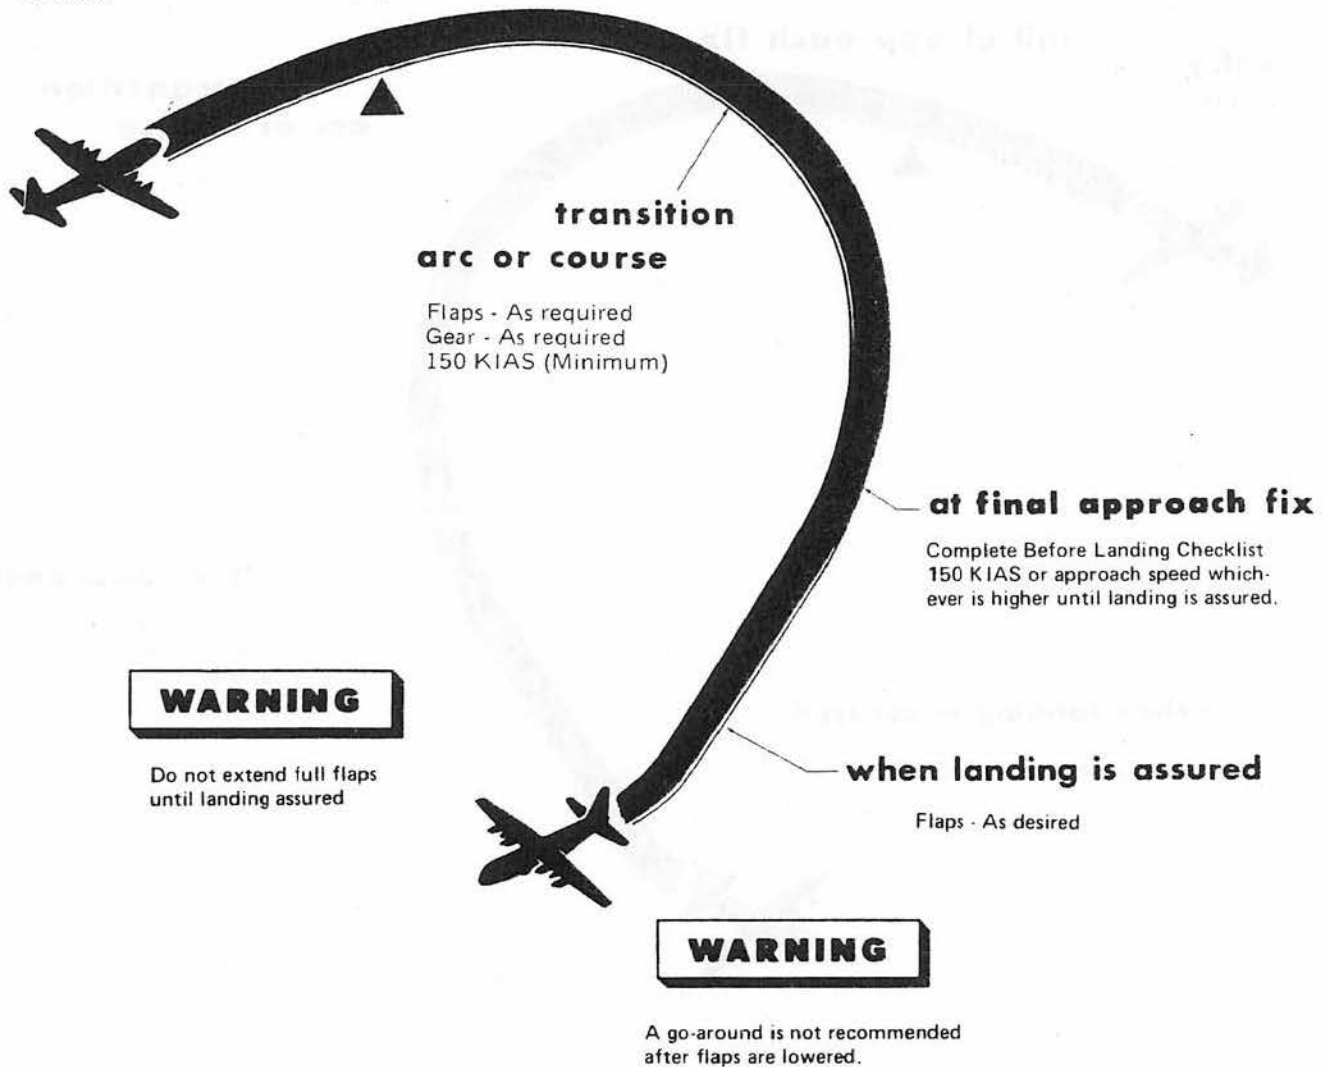 transition
arc or course
Flaps - As required
Gear - As required
150 KIAS (Minimum)
at final approach fix
Complete Before Landing Checklist
150 KIAS or approach speed which-
ever is higher until landing is assured.
WARNING
Do not extend full flaps
until landing assured
when landing is assured
Flaps - As desired
WARNING
A go-around is not recommended
after flaps are lowered.